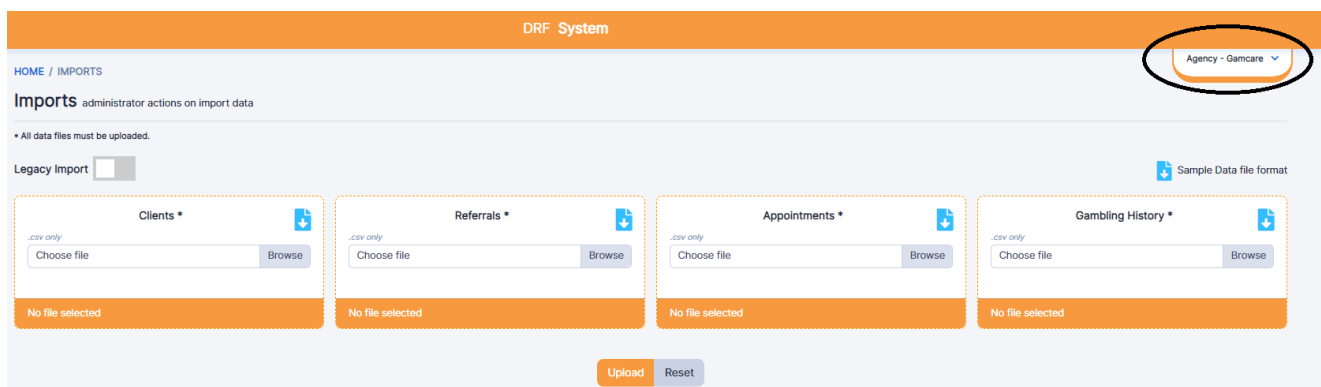 DRF System
Agency - Gamcare
HOME / IMPORTS
Imports administrator actions on import data
* All data files must be uploaded.
Legacy Import
Sample Data file format
Clients *
.csv only
Choose file Browse
No file selected
Referrals *
.csv only
Choose file Browse
No file selected
Appointments *
.csv only
Choose file Browse
No file selected
Gambling History *
.csv only
Choose file Browse
No file selected
Upload Reset